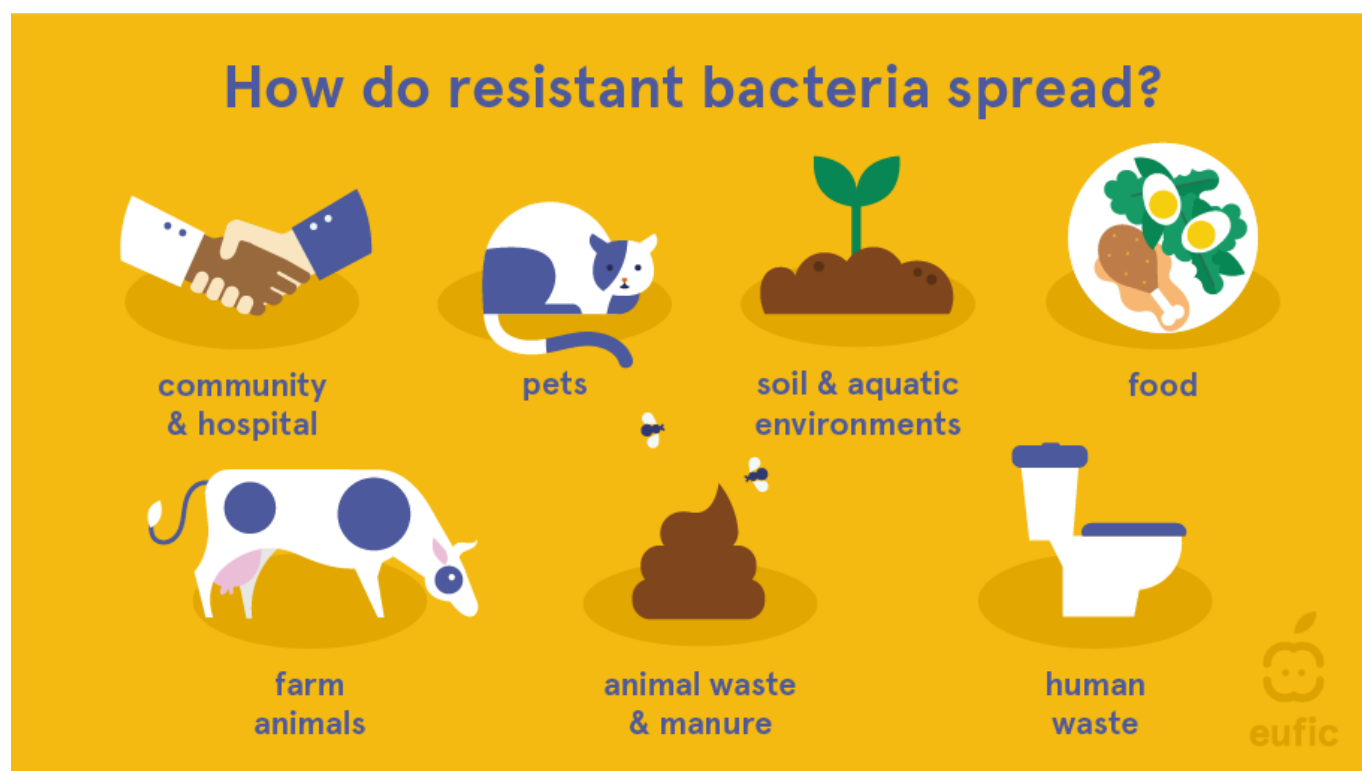 How do resistant bacteria spread?
community
& hospital
pets
soil & aquatic
environments
food
farm
animals
animal waste
& manure
human
waste
eufic